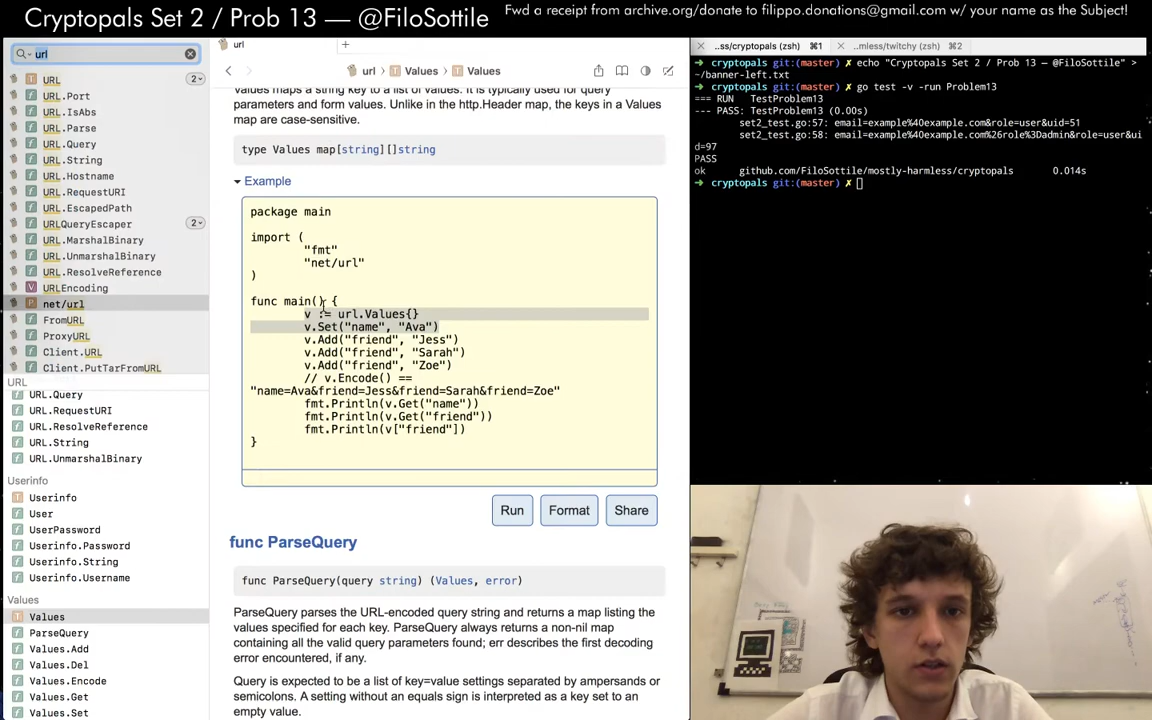 Cryptopals Set 2 / Prob 13 — @FiloSottile
Fwd a receipt from archive.org/donate to filippo.donations@gmail.com w/ your name as the Subject!
url
URL
2
URL.Port
URL.IsAbs
URL.Parse
URL.Query
URL.String
URL.Hostname
URL.RequestURI
URL.EscapedPath
URLQueryEscaper
2
URL.MarshalBinary
URL.UnmarshalBinary
URL.ResolveReference
URLEncoding
net/url
FromURL
ProxyURL
Client.URL
Client.PutTarFromURL
URL
URL.Query
URL.RequestURI
URL.ResolveReference
URL.String
URL.UnmarshalBinary
Userinfo
Userinfo
User
UserPassword
Userinfo.Password
Userinfo.String
Userinfo.Username
Values
Values
ParseQuery
Values.Add
Values.Del
Values.Encode
Values.Get
Values.Set
url
+
url › Values › Values
Values maps a string key to a list of values. It is typically used for query
parameters and form values. Unlike in the http.Header map, the keys in a Values
map are case-sensitive.
type Values map[string][]string
Example
package main
import (
"fmt"
"net/url"
)
func main() {
v := url.Values{}
v.Set("name", "Ava")
v.Add("friend", "Jess")
v.Add("friend", "Sarah")
v.Add("friend", "Zoe")
// v.Encode() ==
"name=Ava&friend=Jess&friend=Sarah&friend=Zoe"
fmt.Println(v.Get("name"))
fmt.Println(v.Get("friend"))
fmt.Println(v["friend"])
}
Run
Format
Share
func ParseQuery
func ParseQuery(query string) (Values, error)
ParseQuery parses the URL-encoded query string and returns a map listing the
values specified for each key. ParseQuery always returns a non-nil map
containing all the valid query parameters found; err describes the first decoding
error encountered, if any.
Query is expected to be a list of key=value settings separated by ampersands or
semicolons. A setting without an equals sign is interpreted as a key set to an
empty value.
..ss/cryptopals (zsh) ⌘1
..mless/twitchy (zsh) ⌘2
➜ cryptopals git:(master) ✗ echo "Cryptopals Set 2 / Prob 13 — @FiloSottile" >
~/banner-left.txt
➜ cryptopals git:(master) ✗ go test -v -run Problem13
=== RUN TestProblem13
--- PASS: TestProblem13 (0.00s)
set2_test.go:57: email=example%40example.com&role=user&uid=51
set2_test.go:58: email=example%40example.com%26role%3Dadmin&role=user&ui
d=97
PASS
ok github.com/FiloSottile/mostly-harmless/cryptopals 0.014s
➜ cryptopals git:(master) ✗